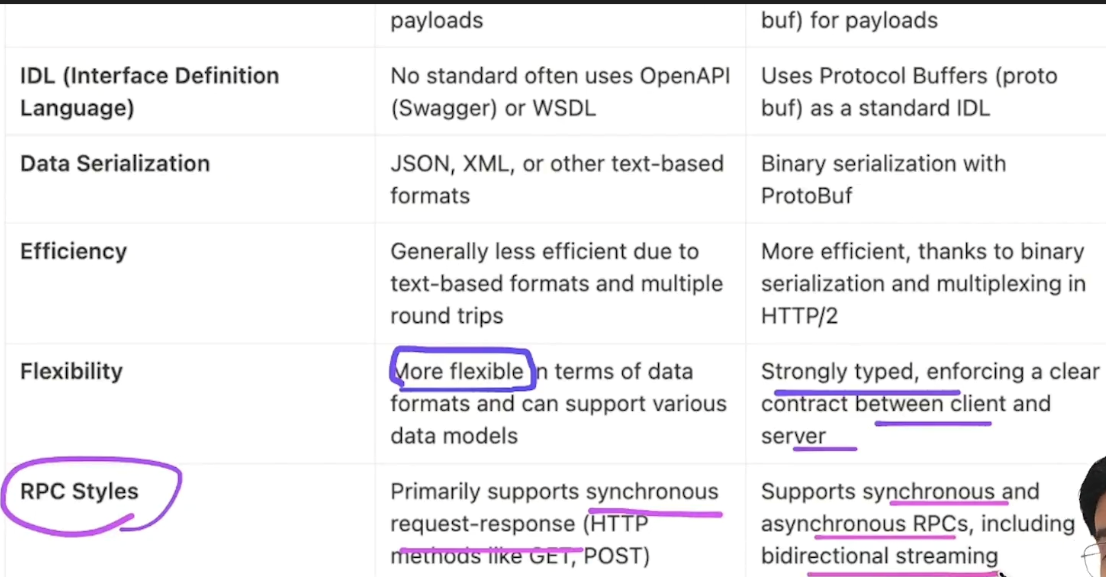 payloads
buf) for payloads
IDL (Interface Definition
Language)
No standard often uses OpenAPI
(Swagger) or WSDL
Uses Protocol Buffers (proto
buf) as a standard IDL
Data Serialization
JSON, XML, or other text-based
formats
Binary serialization with
ProtoBuf
Efficiency
Generally less efficient due to
text-based formats and multiple
round trips
More efficient, thanks to binary
serialization and multiplexing in
HTTP/2
Flexibility
More flexible in terms of data
formats and can support various
data models
Strongly typed, enforcing a clear
contract between client and
server
RPC Styles
Primarily supports synchronous
request-response (HTTP
methods like GET, POST)
Supports synchronous and
asynchronous RPCs, including
bidirectional streaming